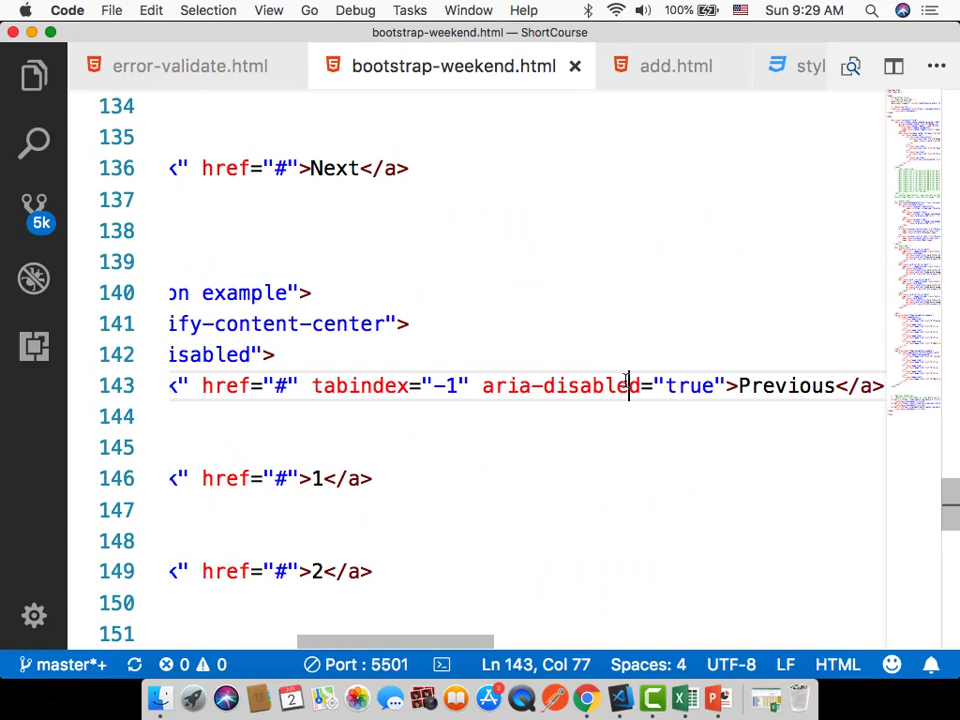 Code File Edit Selection View Go Debug Tasks Window Help 100% Sun 9:29 AM
bootstrap-weekend.html — ShortCourse
error-validate.html bootstrap-weekend.html add.html styl
134
135
136 k" href="#">Next</a>
137
138
139
140 on example">
141 ify-content-center">
142 isabled">
143 k" href="#" tabindex="-1" aria-disabled="true">Previous</a>
144
145
146 k" href="#">1</a>
147
148
149 k" href="#">2</a>
150
151
5k
master*+ 0 0 Port : 5501 Ln 143, Col 77 Spaces: 4 UTF-8 LF HTML